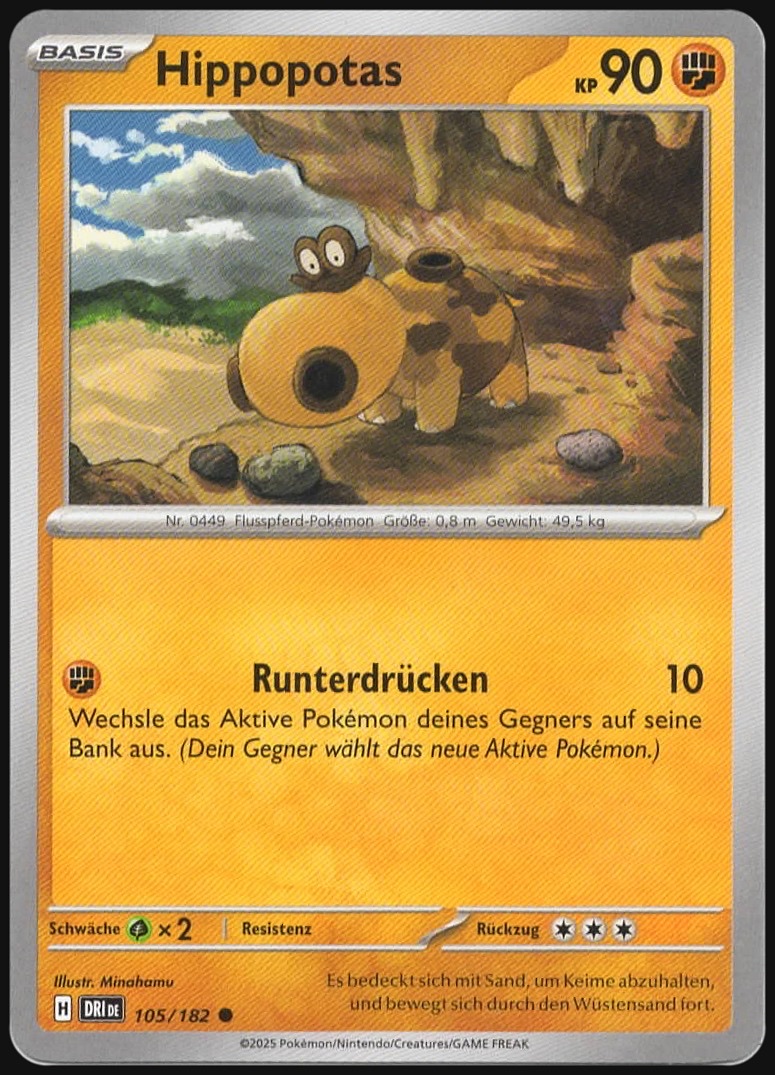 BASIS
Hippopotas
KP 90
Nr. 0449 Flusspferd-Pokémon Größe: 0,8 m Gewicht: 49,5 kg
Runterdrücken 10
Wechsle das Aktive Pokémon deines Gegners auf seine
Bank aus. (Dein Gegner wählt das neue Aktive Pokémon.)
Schwäche ×2 Resistenz Rückzug
Illustr. Minahamu
Es bedeckt sich mit Sand, um Keime abzuhalten,
und bewegt sich durch den Wüstensand fort.
H DRI DE 105/182
©2025 Pokémon/Nintendo/Creatures/GAME FREAK